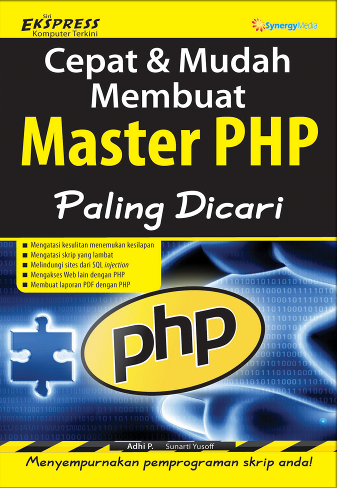 Siri
EKSPRESS
Komputer Terkini
SynergyMedia
Cepat & Mudah
Membuat
Master PHP
Paling Dicari
Mengatasi kesulitan menemukan kesilapan
Mengatasi skrip yang lambat
Melindungi sites dari SQL injection
Mengakses Web lain dengan PHP
Membuat laporan PDF dengan PHP
php
Adhi P. Sunarti Yusoff
Menyempurnakan pemprograman skrip anda!